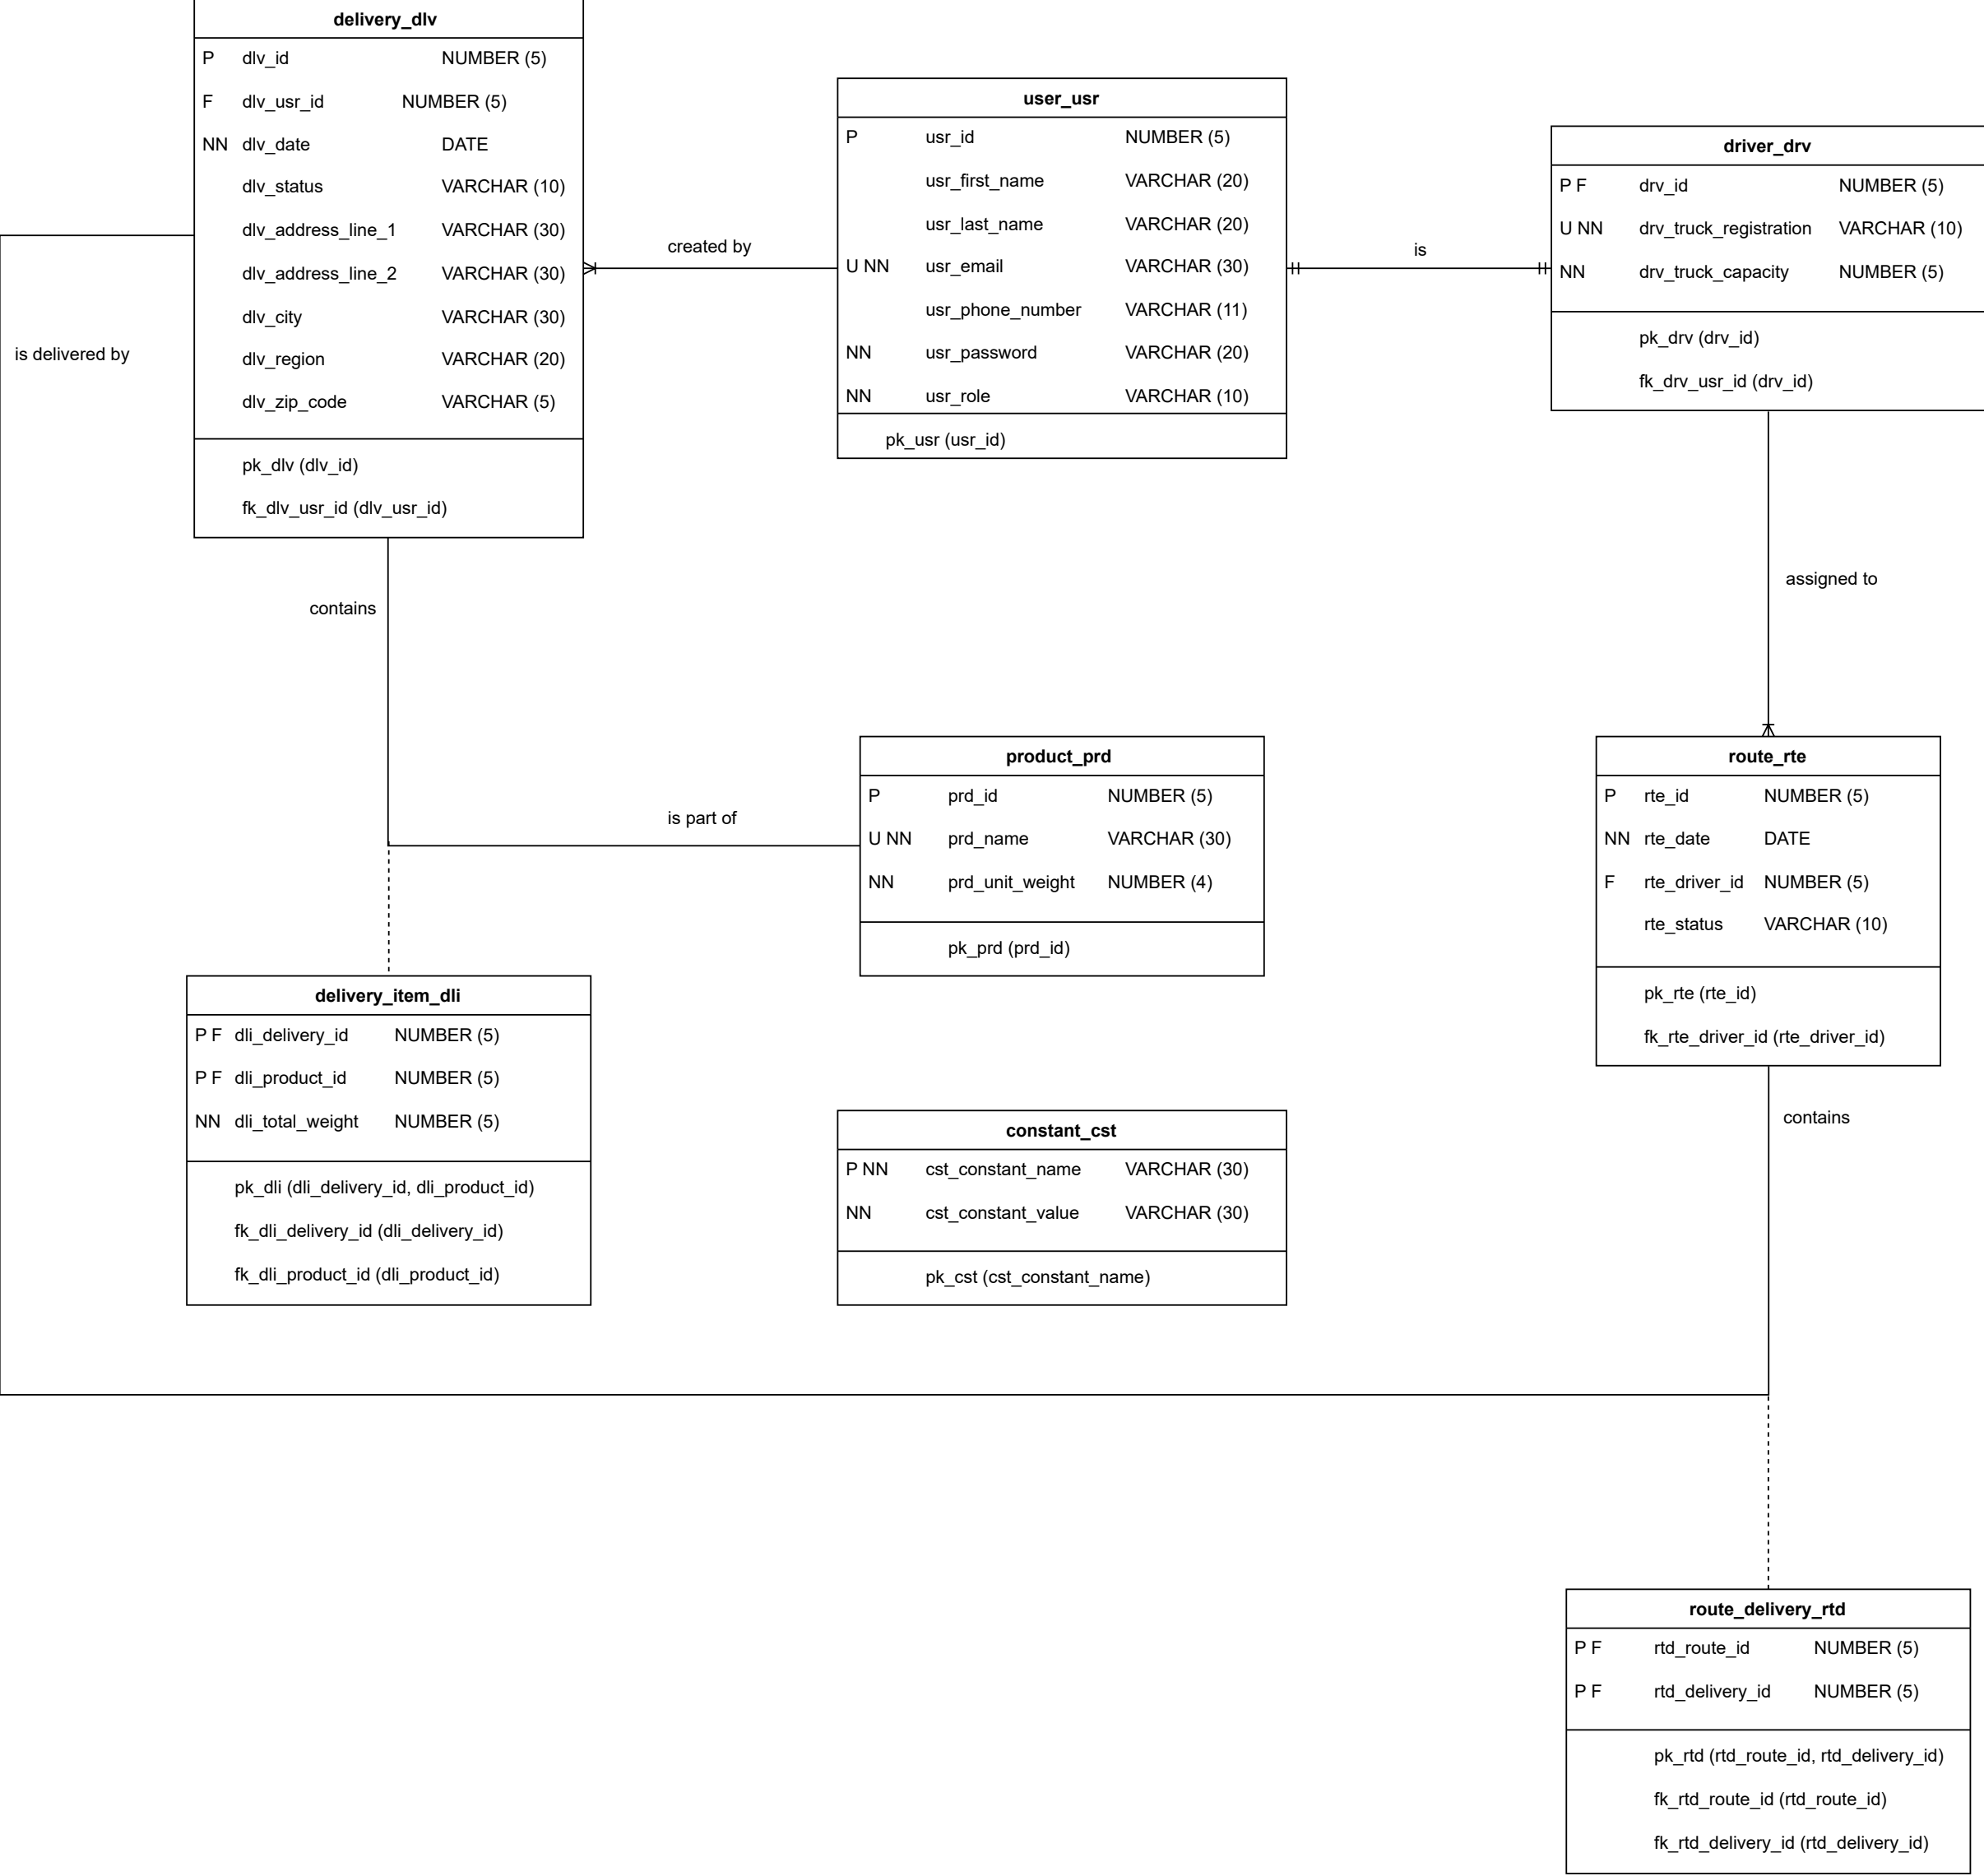 delivery_dlv
P dlv_id NUMBER (5)
F dlv_usr_id NUMBER (5)
NN dlv_date DATE
dlv_status VARCHAR (10)
dlv_address_line_1 VARCHAR (30)
dlv_address_line_2 VARCHAR (30)
dlv_city VARCHAR (30)
dlv_region VARCHAR (20)
dlv_zip_code VARCHAR (5)
pk_dlv (dlv_id)
fk_dlv_usr_id (dlv_usr_id)
created by
user_usr
P usr_id NUMBER (5)
usr_first_name VARCHAR (20)
usr_last_name VARCHAR (20)
U NN usr_email VARCHAR (30)
usr_phone_number VARCHAR (11)
NN usr_password VARCHAR (20)
NN usr_role VARCHAR (10)
pk_usr (usr_id)
is
driver_drv
P F drv_id NUMBER (5)
U NN drv_truck_registration VARCHAR (10)
NN drv_truck_capacity NUMBER (5)
pk_drv (drv_id)
fk_drv_usr_id (drv_id)
is delivered by
contains
assigned to
is part of
product_prd
P prd_id NUMBER (5)
U NN prd_name VARCHAR (30)
NN prd_unit_weight NUMBER (4)
pk_prd (prd_id)
route_rte
P rte_id NUMBER (5)
NN rte_date DATE
F rte_driver_id NUMBER (5)
rte_status VARCHAR (10)
pk_rte (rte_id)
fk_rte_driver_id (rte_driver_id)
delivery_item_dli
P F dli_delivery_id NUMBER (5)
P F dli_product_id NUMBER (5)
NN dli_total_weight NUMBER (5)
pk_dli (dli_delivery_id, dli_product_id)
fk_dli_delivery_id (dli_delivery_id)
fk_dli_product_id (dli_product_id)
constant_cst
P NN cst_constant_name VARCHAR (30)
NN cst_constant_value VARCHAR (30)
pk_cst (cst_constant_name)
contains
route_delivery_rtd
P F rtd_route_id NUMBER (5)
P F rtd_delivery_id NUMBER (5)
pk_rtd (rtd_route_id, rtd_delivery_id)
fk_rtd_route_id (rtd_route_id)
fk_rtd_delivery_id (rtd_delivery_id)